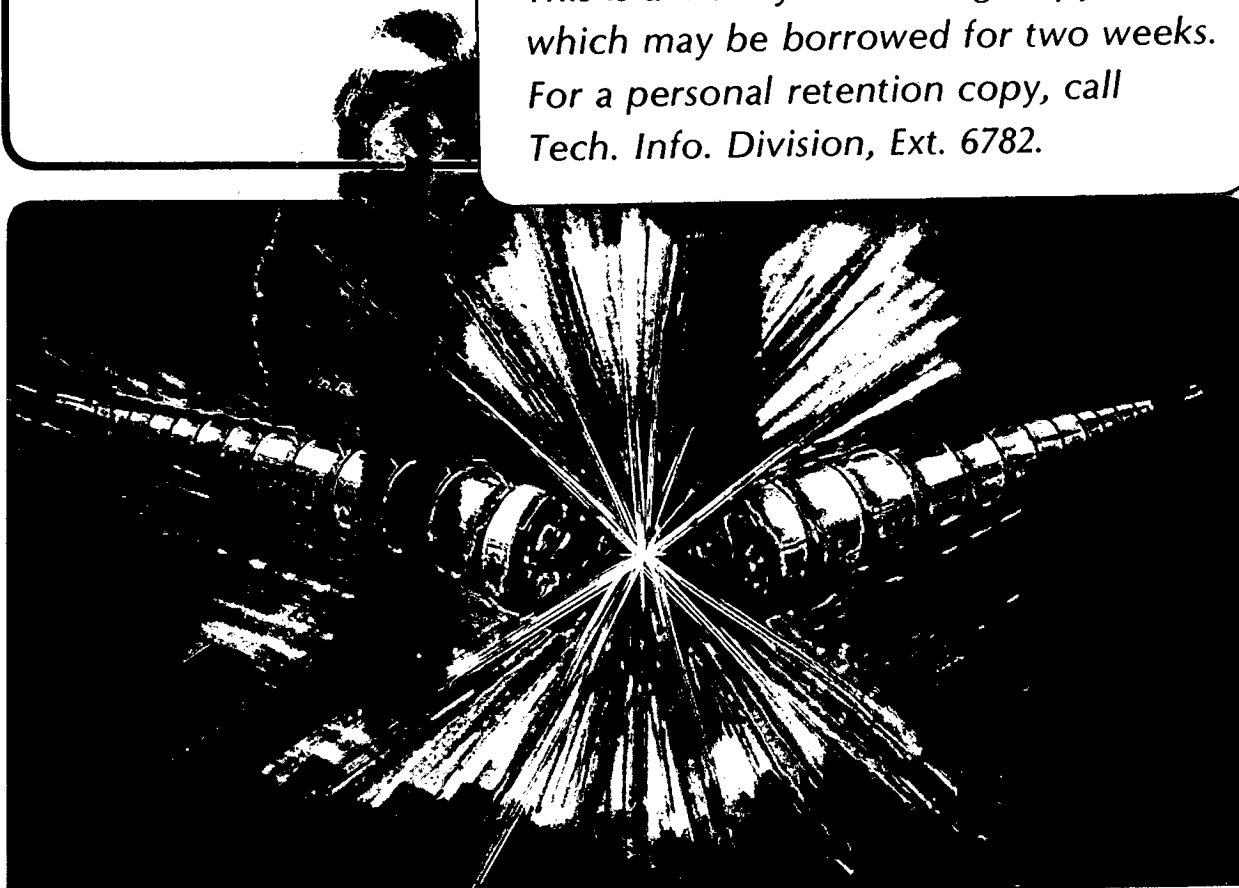 which may be borrowed for two weeks.
For a personal retention copy, call
Tech. Info. Division, Ext. 6782.